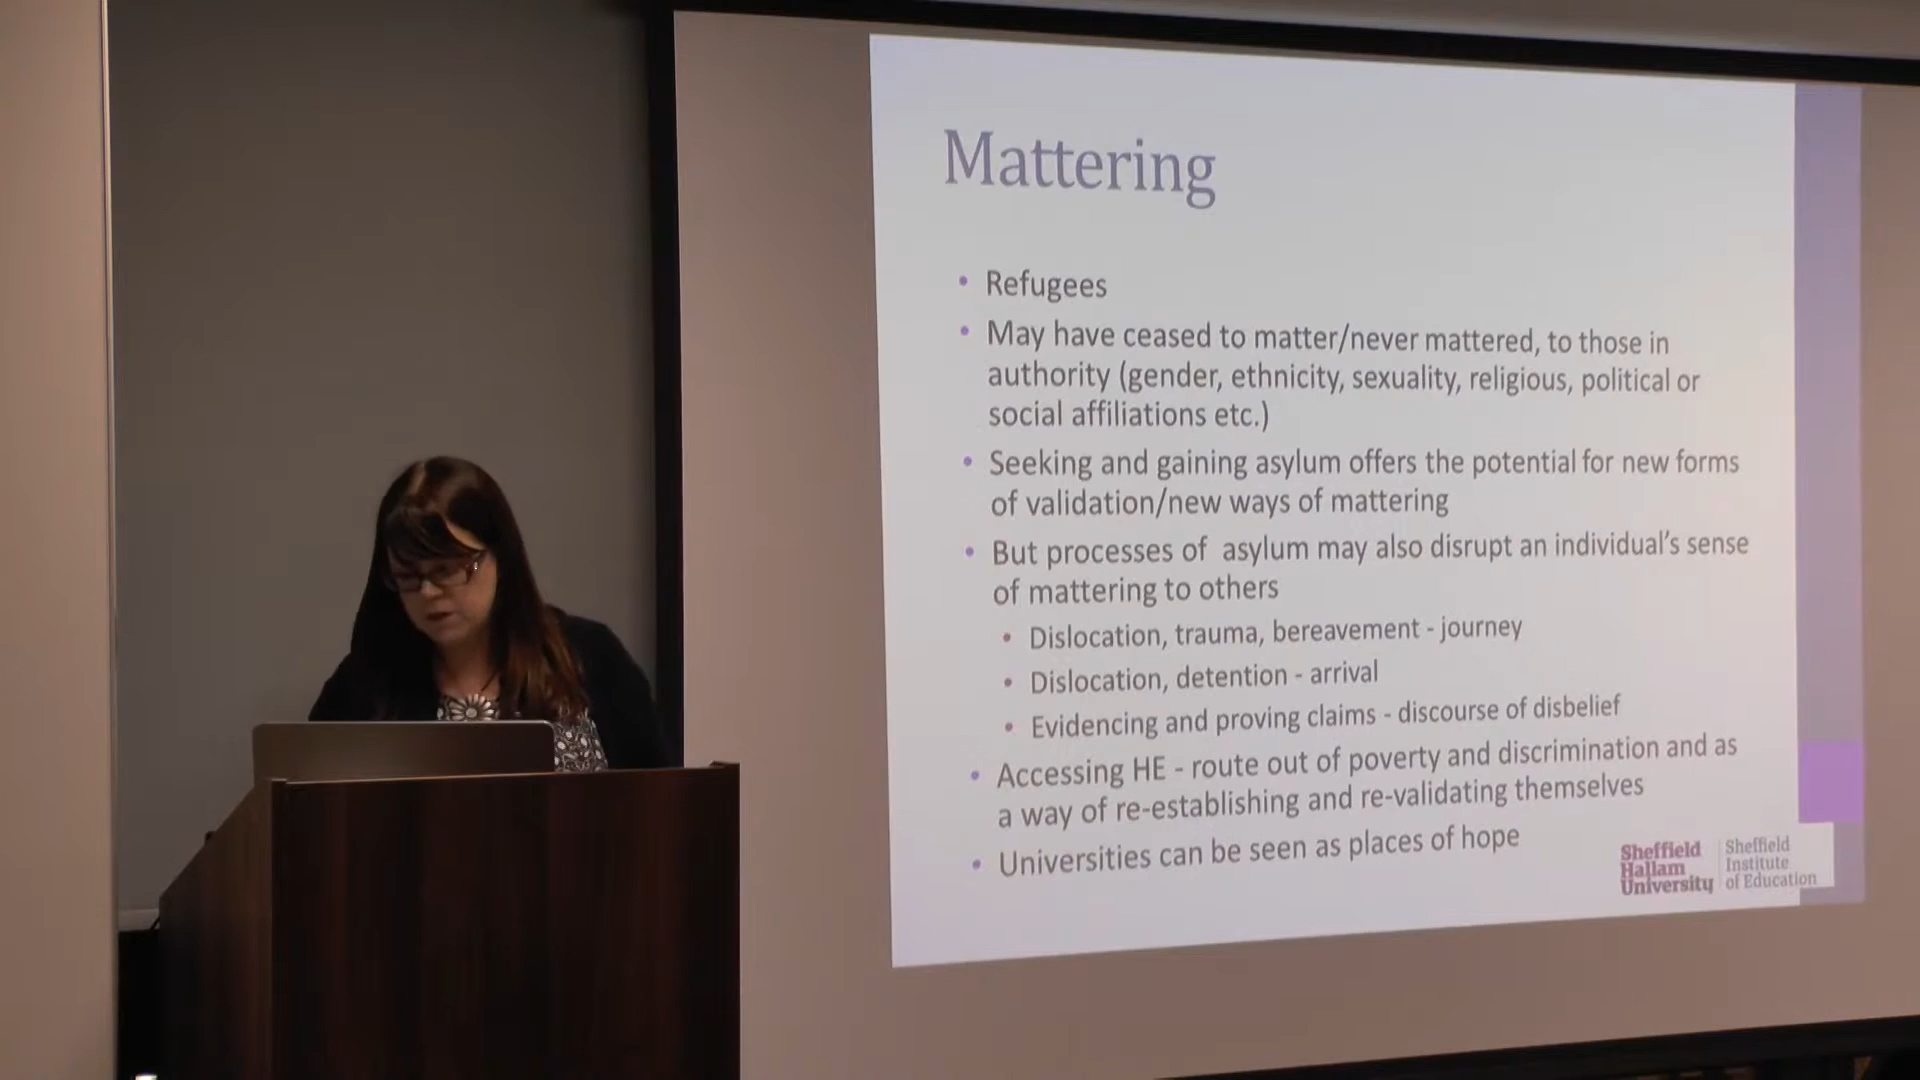 Mattering
• Refugees
• May have ceased to matter/never mattered, to those in
authority (gender, ethnicity, sexuality, religious, political or
social affiliations etc.)
• Seeking and gaining asylum offers the potential for new forms
of validation/new ways of mattering
• But processes of asylum may also disrupt an individual's sense
of mattering to others
• Dislocation, trauma, bereavement - journey
• Dislocation, detention - arrival
• Evidencing and proving claims - discourse of disbelief
• Accessing HE - route out of poverty and discrimination and as
a way of re-establishing and re-validating themselves
• Universities can be seen as places of hope
Sheffield
Hallam
University
Sheffield
Institute
of Education